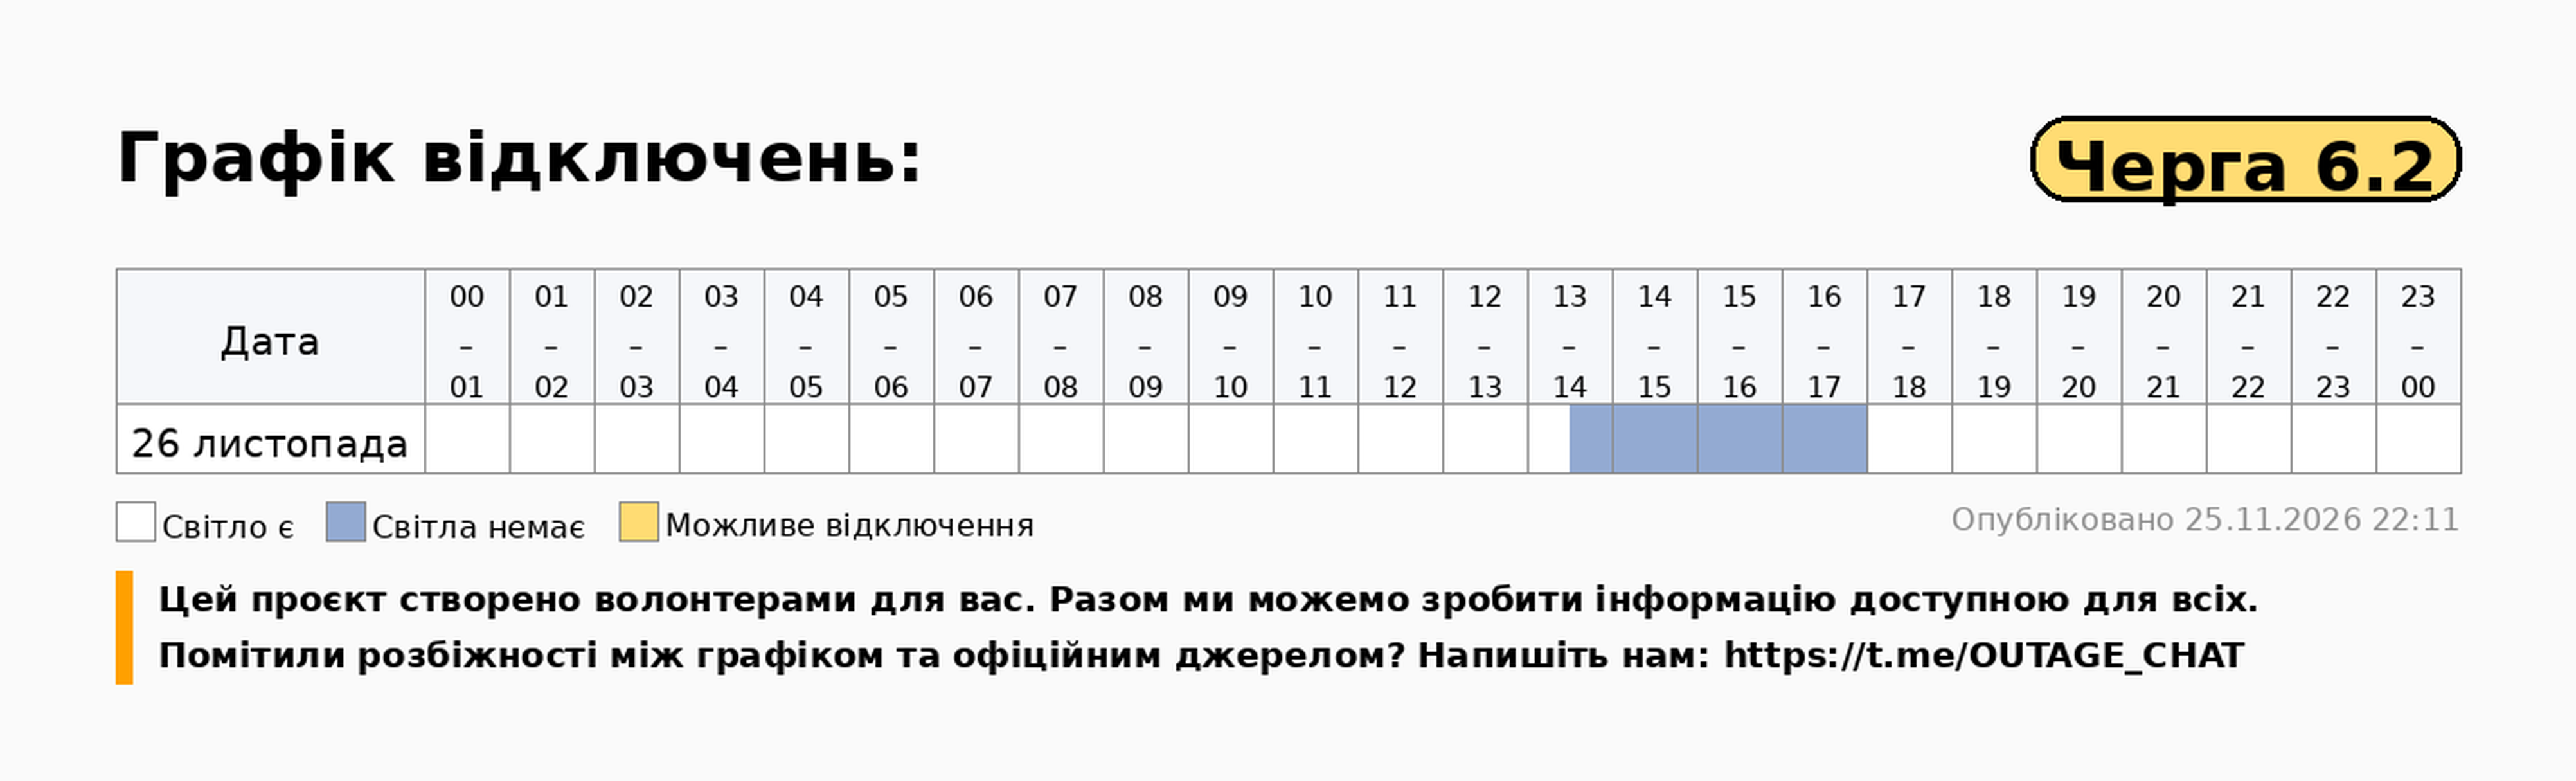 Графік відключень:
Черга 6.2
Дата 00 – 01 01 – 02 02 – 03 03 – 04 04 – 05 05 – 06 06 – 07 07 – 08 08 – 09 09 – 10 10 – 11 11 – 12 12 – 13 13 – 14 14 – 15 15 – 16 16 – 17 17 – 18 18 – 19 19 – 20 20 – 21 21 – 22 22 – 23 23 – 00
26 листопада
Світло є Світла немає Можливе відключення
Опубліковано 25.11.2026 22:11
Цей проєкт створено волонтерами для вас. Разом ми можемо зробити інформацію доступною для всіх.
Помітили розбіжності між графіком та офіційним джерелом? Напишіть нам: https://t.me/OUTAGE_CHAT